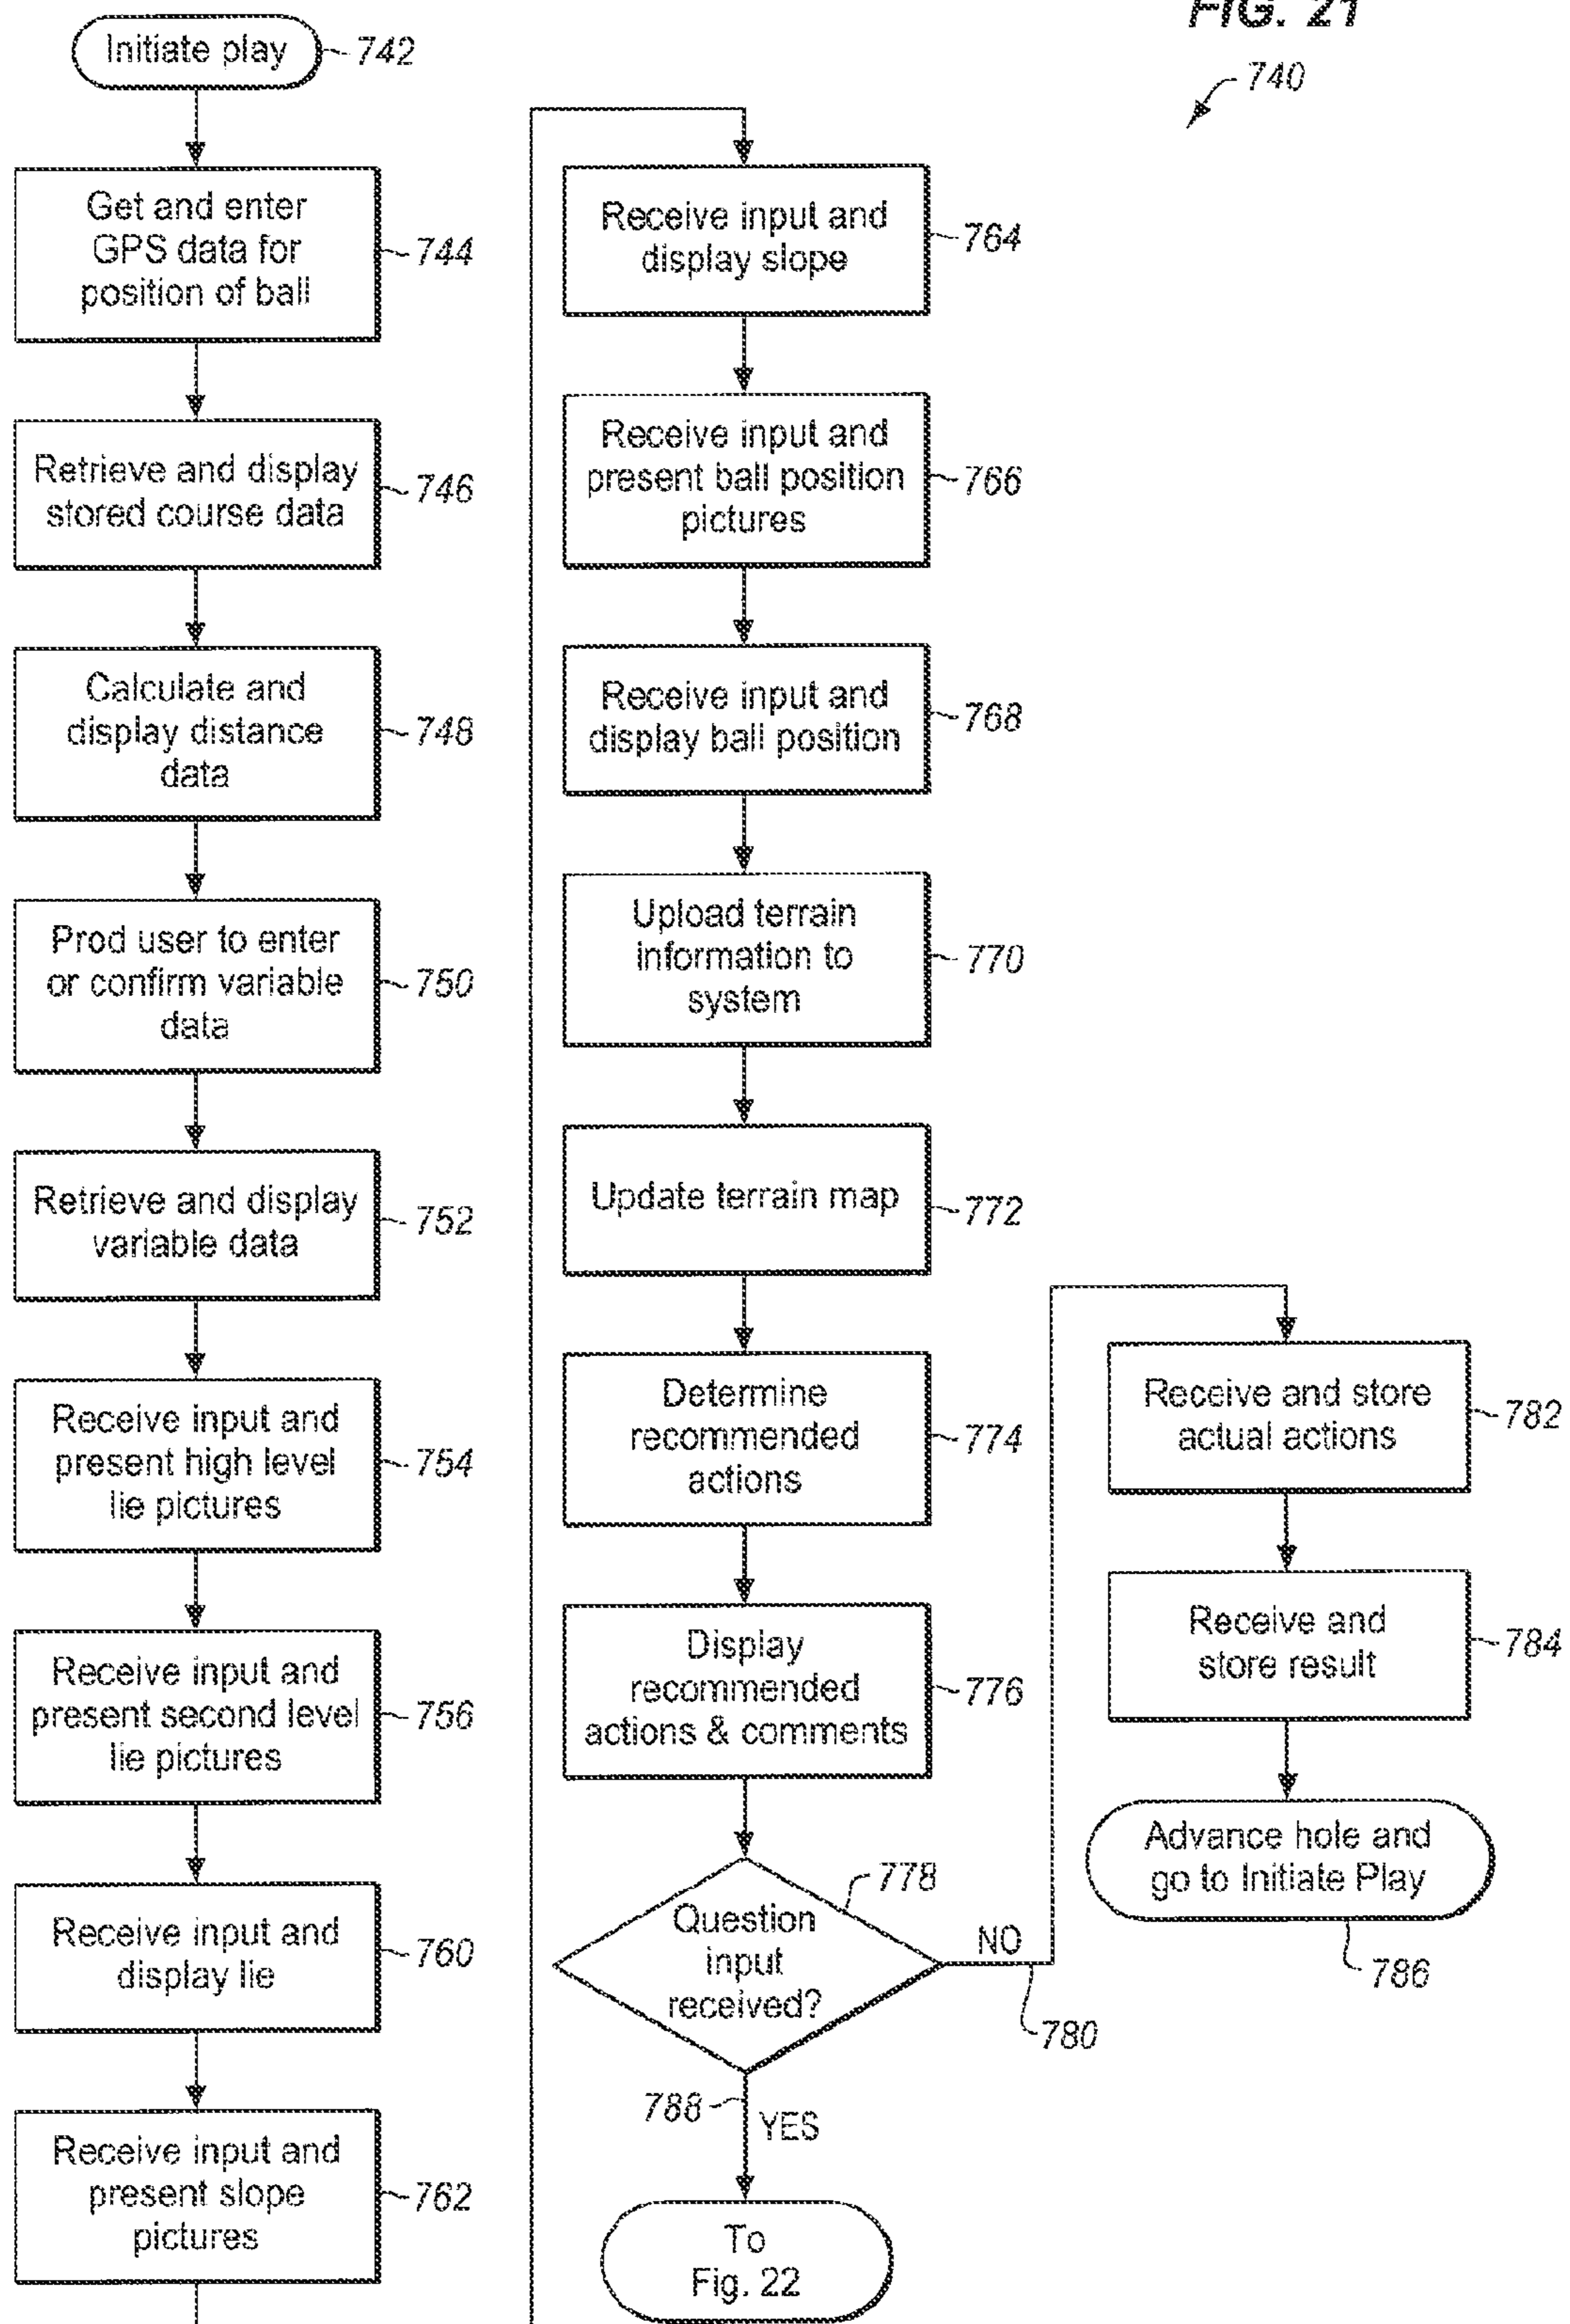 FIG. 21
740
Initiate play
742
Get and enter
GPS data for
position of ball
744
Retrieve and display
stored course data
746
Calculate and
display distance
data
748
Prod user to enter
or confirm variable
data
750
Retrieve and display
variable data
752
Receive input and
present high level
lie pictures
754
Receive input and
present second level
lie pictures
756
Receive input and
display lie
760
Receive input and
present slope
pictures
762
Receive input and
display slope
764
Receive input and
present ball position
pictures
766
Receive input and
display ball position
768
Upload terrain
information to
system
770
Update terrain map
772
Determine
recommended
actions
774
Display
recommended
actions & comments
776
Question
input
received?
778
NO
780
788
YES
To
Fig. 22
Receive and store
actual actions
782
Receive and
store result
784
Advance hole and
go to Initiate Play
786